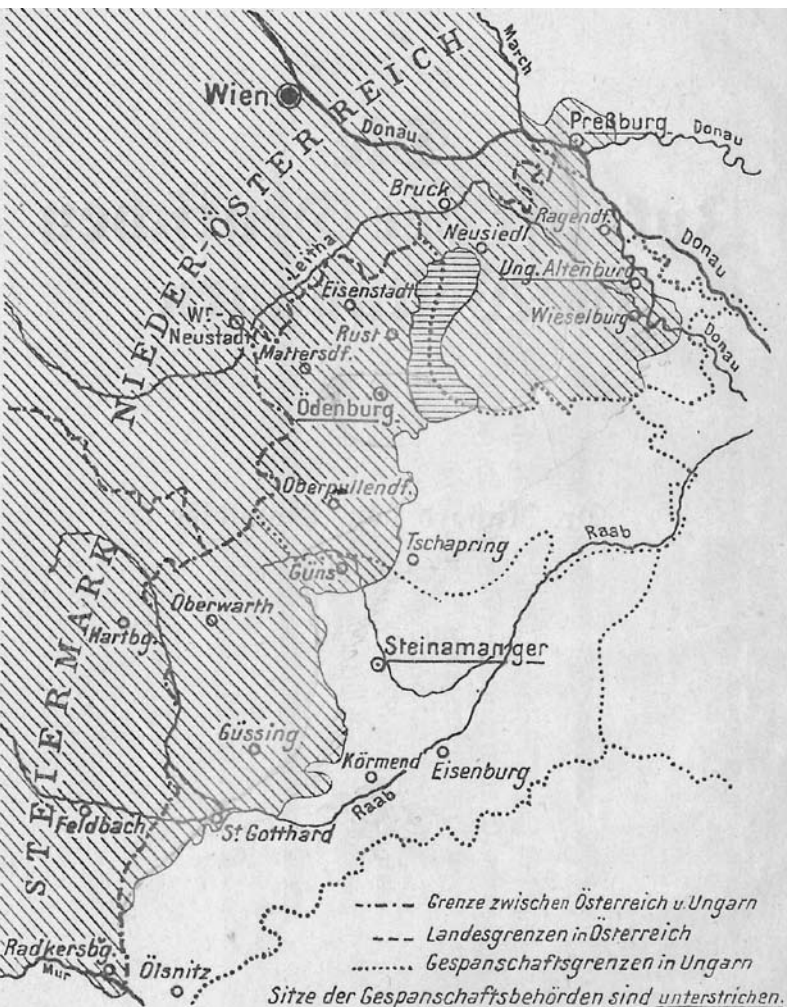 NIEDER-ÖSTERREICH
March
Wien
Donau
Preßburg
Donau
Bruck
Ragendf.
Neusiedl
Donau
Leitha
Ung. Altenburg
Eisenstadt
Wr.-
Neustadt
Wieselburg
Rust
Donau
Mattersdf.
Ödenburg
Oberpullendf.
Tschapring
Raab
Güns
STEIERMARK
Oberwarth
Hartbg.
Steinamanger
Güssing
Körmend
Eisenburg
Raab
Feldbach
St. Gotthard
Grenze zwischen Österreich u. Ungarn
Landesgrenzen in Österreich
Radkersbg.
Gespanschaftsgrenzen in Ungarn
Mur
Ölsnitz
Sitze der Gespanschaftsbehörden sind unterstrichen.